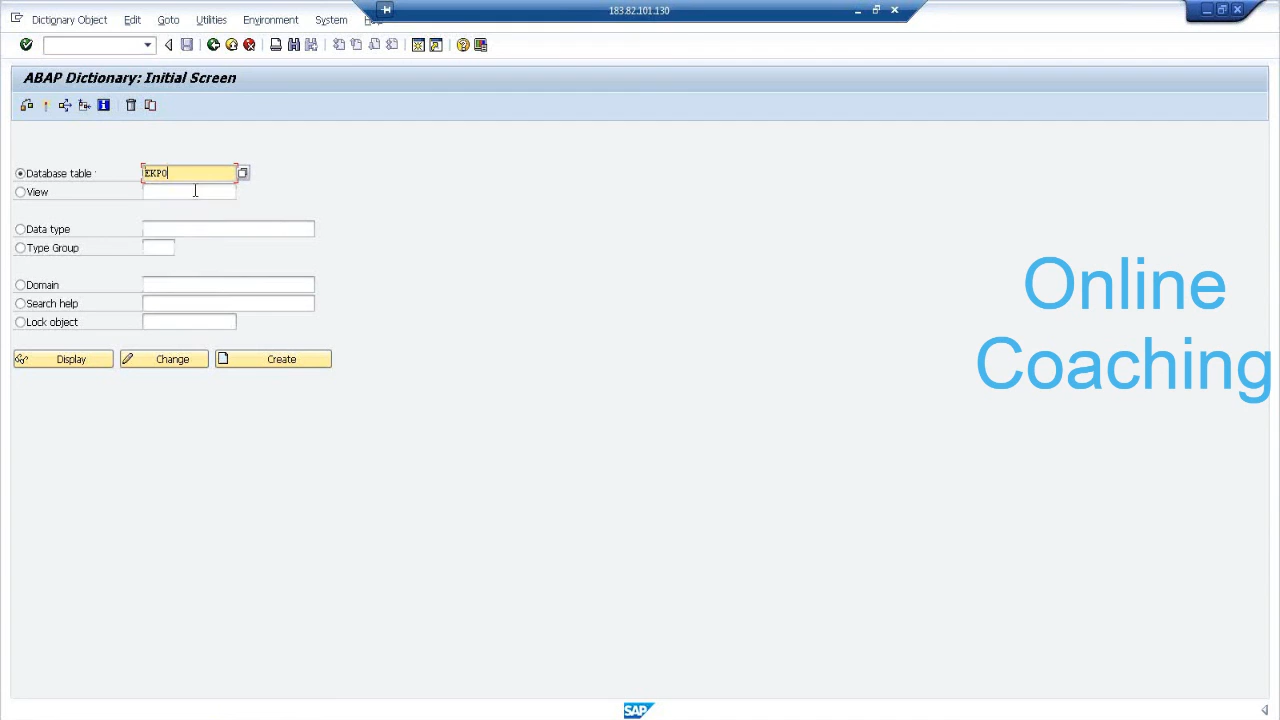 183.82.101.130
Dictionary Object Edit Goto Utilities Environment System
ABAP Dictionary: Initial Screen
Database table EKPO
View
Data type
Type Group
Domain
Search help
Lock object
Display Change Create
Online
Coaching
SAP